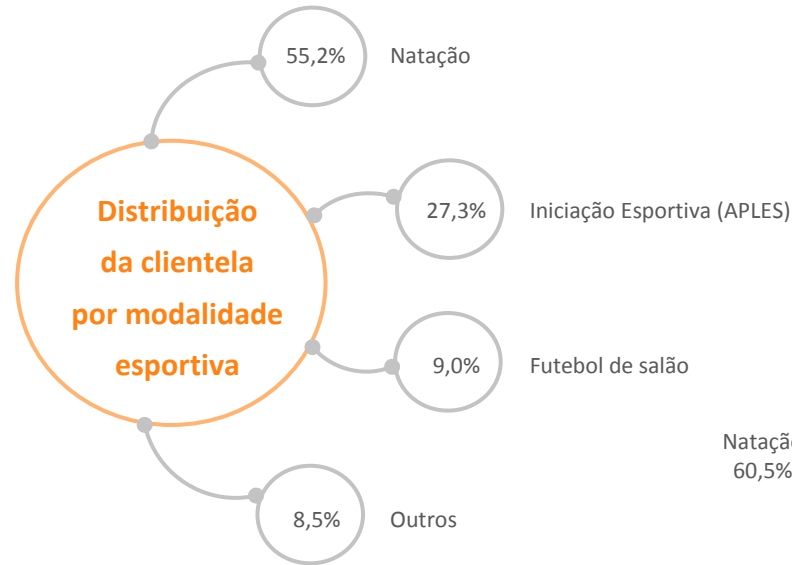 55,2% Natação
Distribuição
da clientela
por modalidade
esportiva
27,3% Iniciação Esportiva (APLES)
9,0% Futebol de salão
8,5% Outros
Nataçã
60,5%